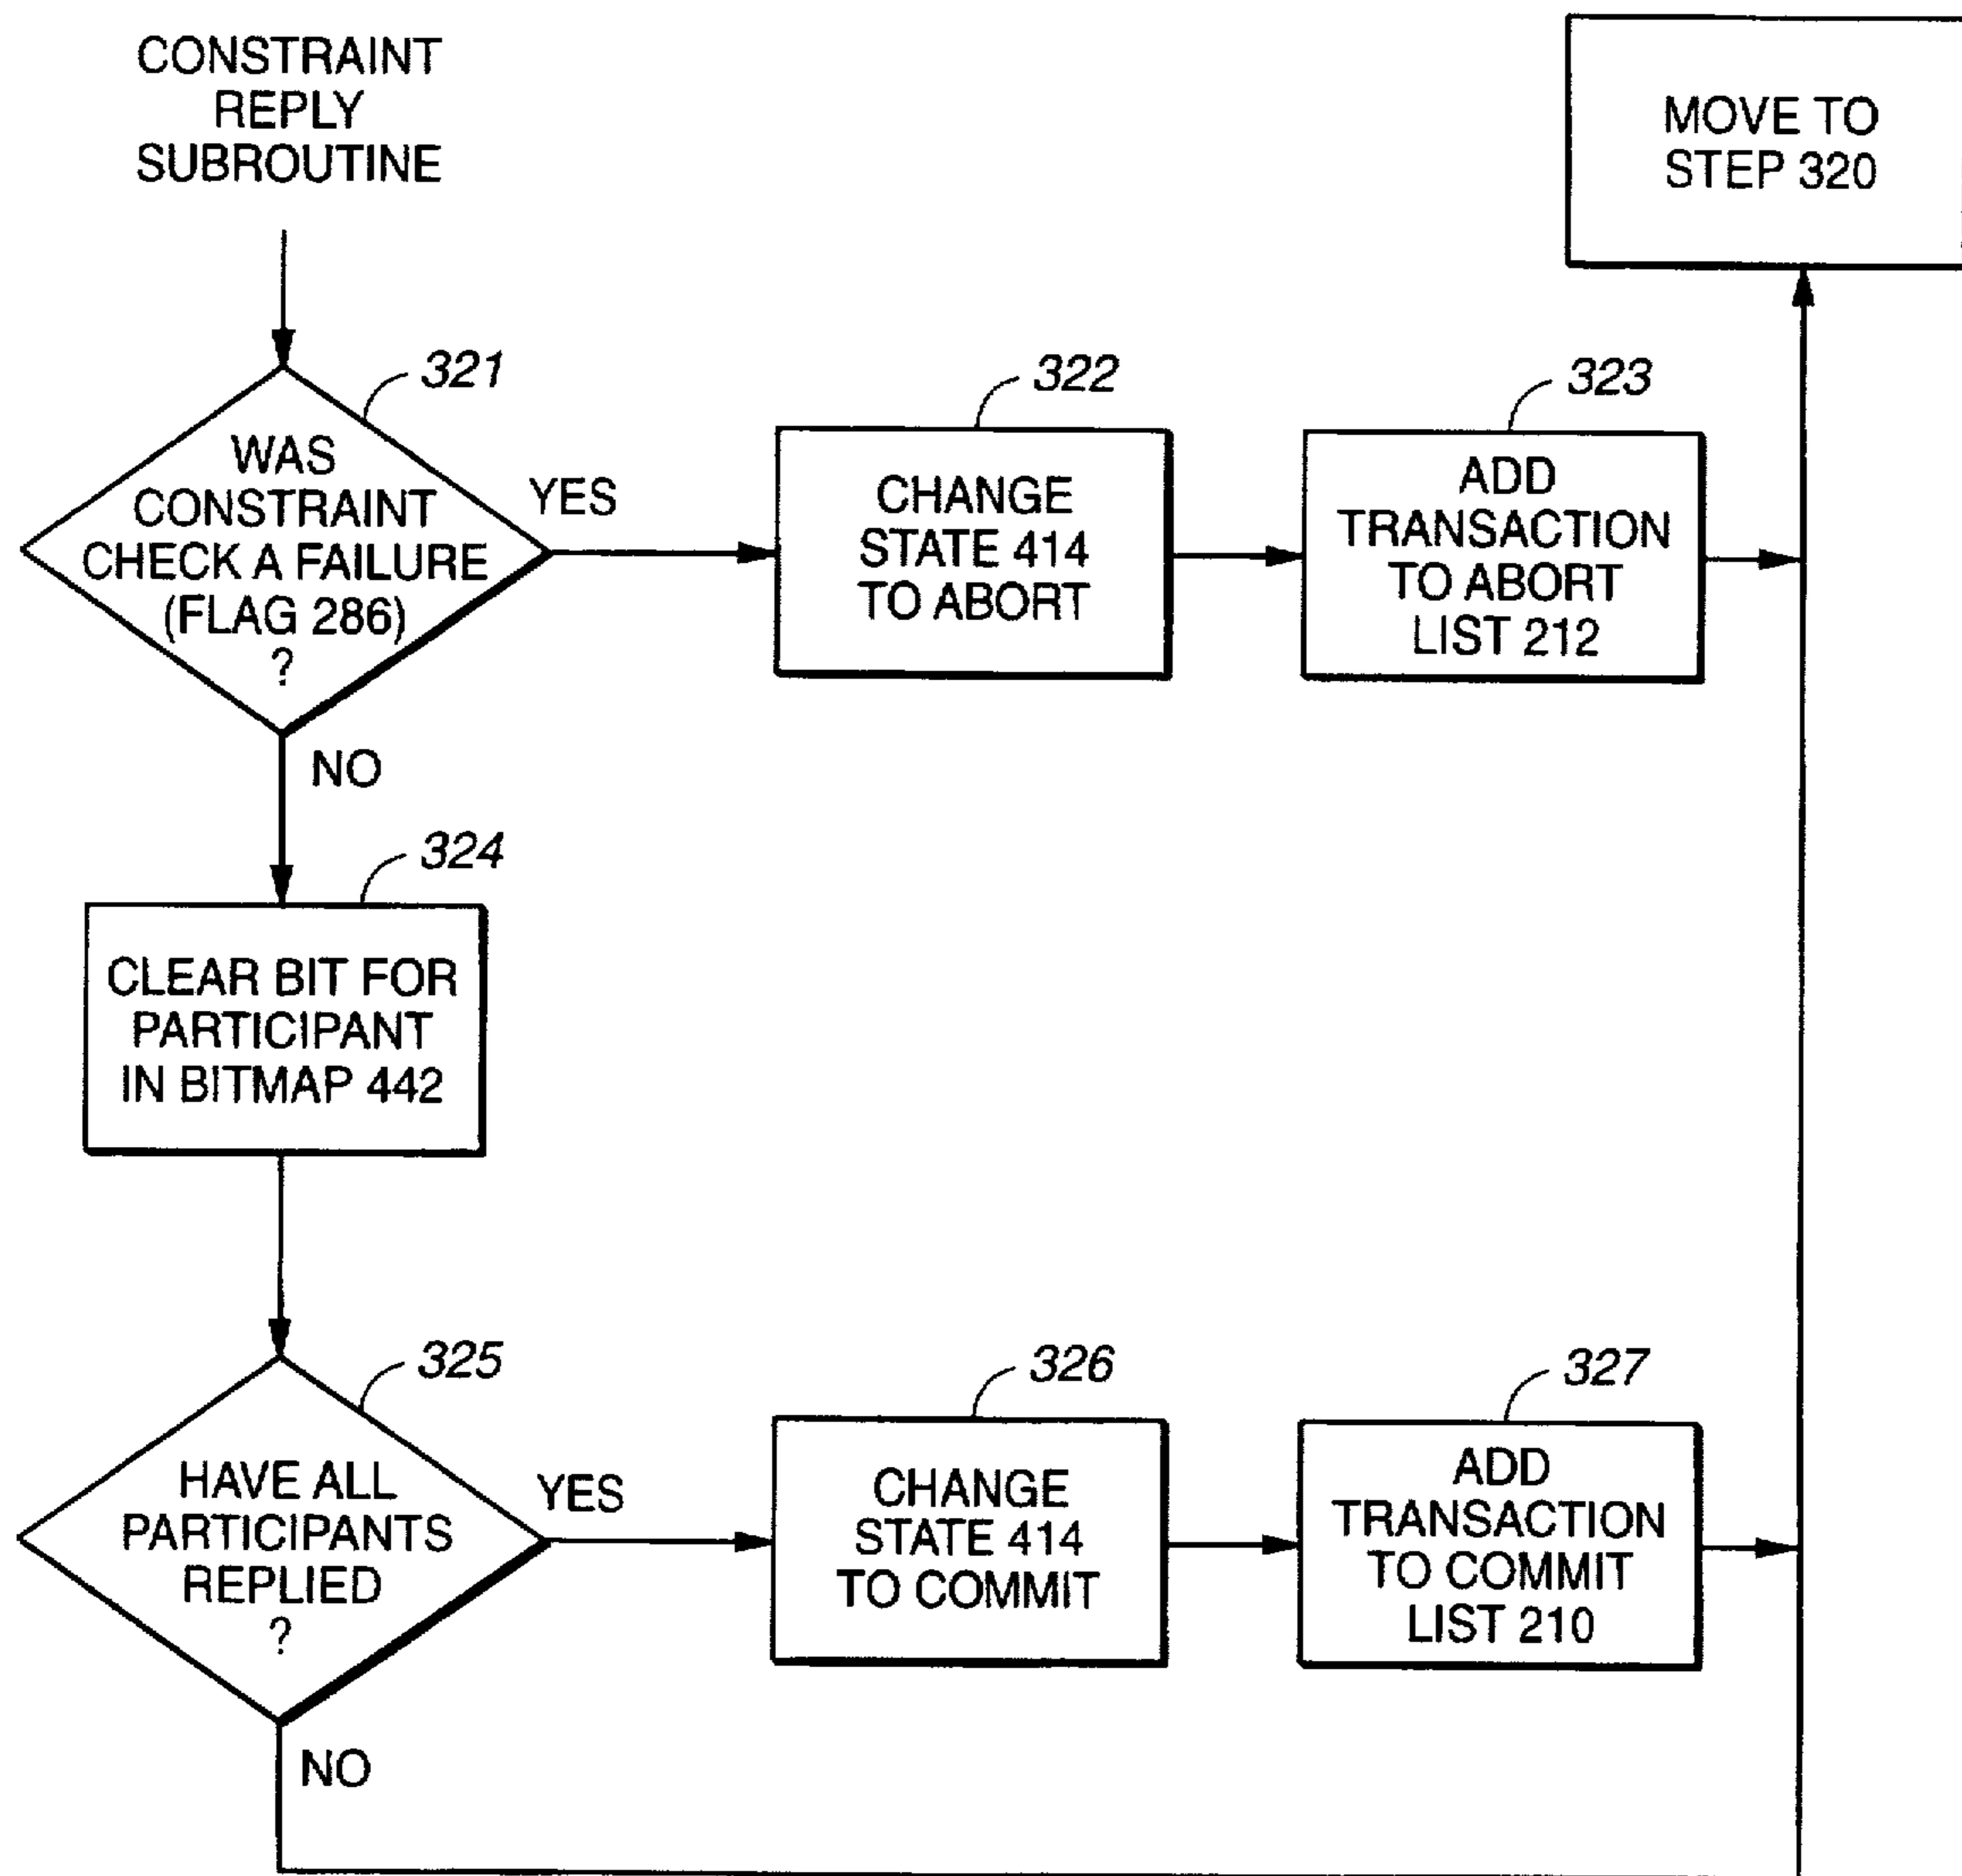 CONSTRAINT
REPLY
SUBROUTINE
MOVE TO
STEP 320
321
WAS
CONSTRAINT
CHECK A FAILURE
(FLAG 286)
?
YES
NO
322
CHANGE
STATE 414
TO ABORT
323
ADD
TRANSACTION
TO ABORT
LIST 212
324
CLEAR BIT FOR
PARTICIPANT
IN BITMAP 442
325
HAVE ALL
PARTICIPANTS
REPLIED
?
YES
NO
326
CHANGE
STATE 414
TO COMMIT
327
ADD
TRANSACTION
TO COMMIT
LIST 210